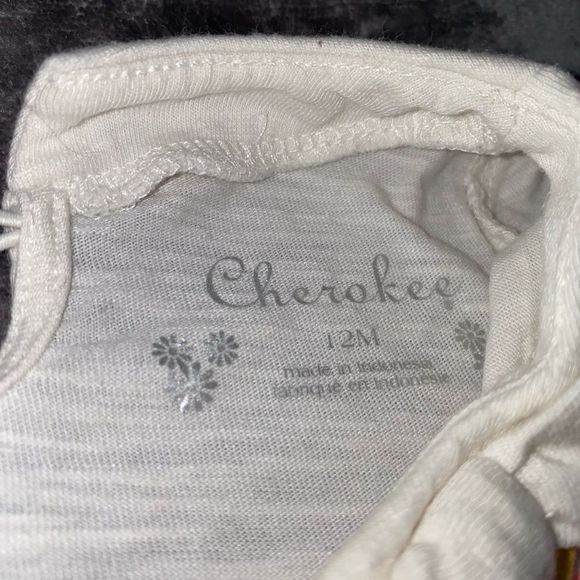 Cherokee
12M
made in Indonesia
fabriqué en indonésie